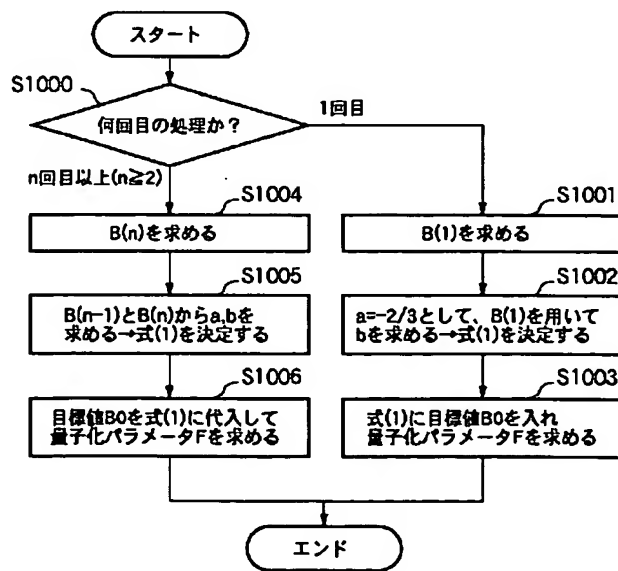 スタート
S1000
何回目の処理か？
1回目
n回目以上(n≧2)
S1004
B(n)を求める
S1005
B(n-1)とB(n)からa,bを
求める→式(1)を決定する
S1006
目標値B0を式(1)に代入して
量子化パラメータFを求める
S1001
B(1)を求める
S1002
a=-2/3として、B(1)を用いて
bを求める→式(1)を決定する
S1003
式(1)に目標値B0を入れ
量子化パラメータFを求める
エンド